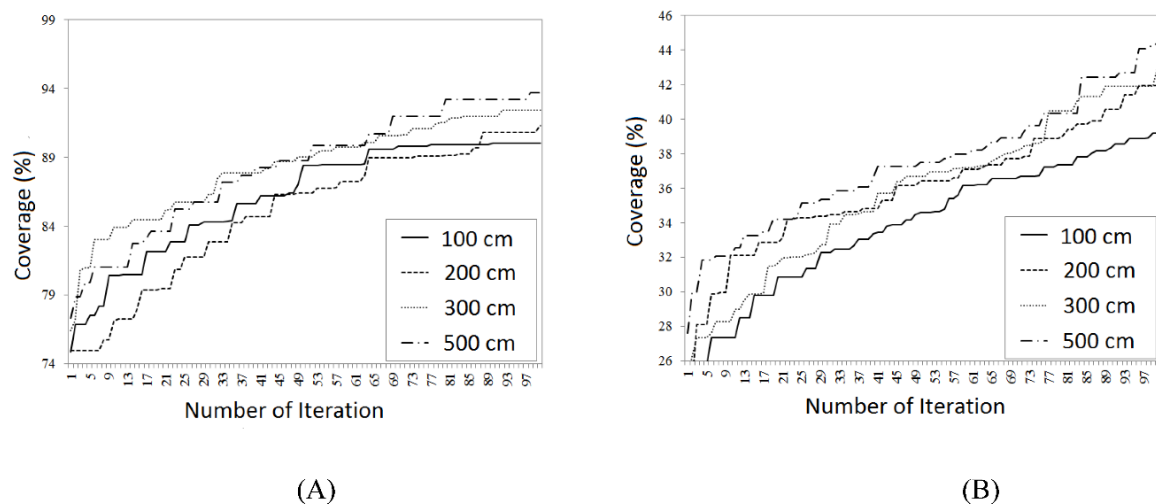 99
94
89
84
79
74
Coverage (%)
100 cm
200 cm
300 cm
500 cm
1 5 9 13 17 21 25 29 33 37 41 45 49 53 57 61 65 69 73 77 81 85 89 93 97
Number of Iteration
(A)
46
44
42
40
38
36
34
32
30
28
26
Coverage (%)
100 cm
200 cm
300 cm
500 cm
1 5 9 13 17 21 25 29 33 37 41 45 49 53 57 61 65 69 73 77 81 85 89 93 97
Number of Iteration
(B)